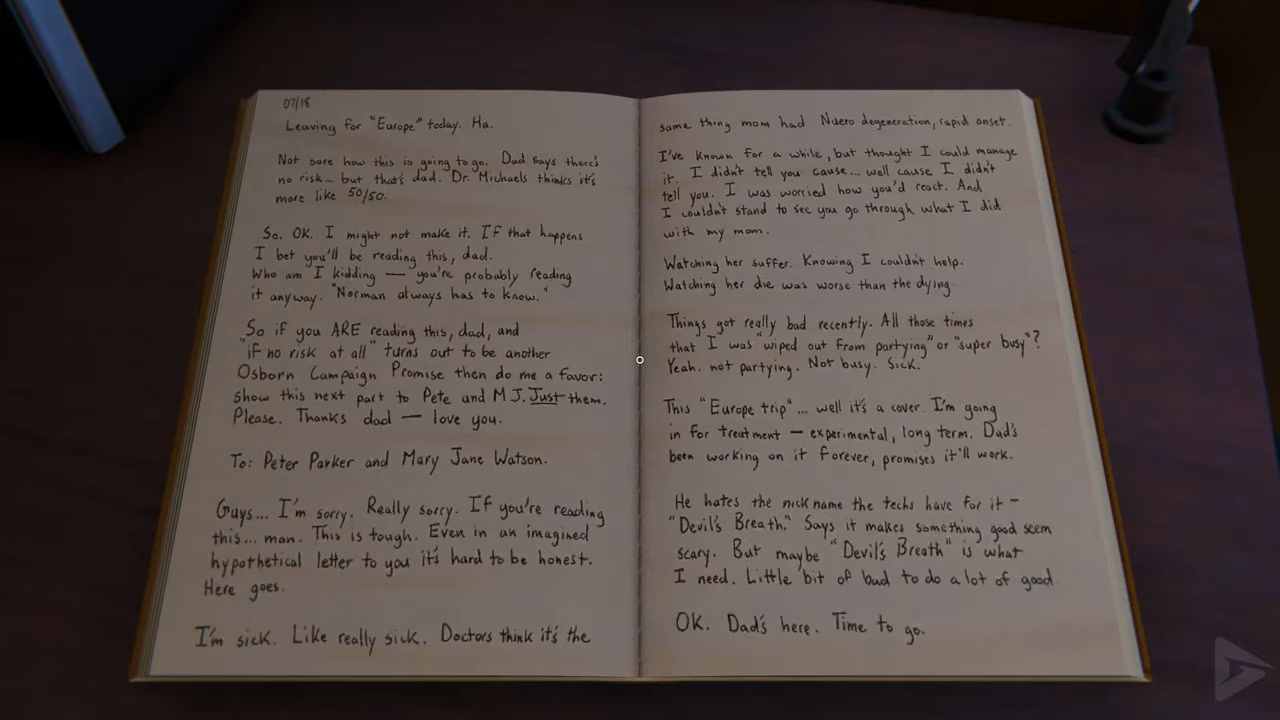 07/18
Leaving for "Europe" today. Ha.
Not sure how this is going to go. Dad says there's
no risk... but that's dad. Dr. Michaels thinks it's
more like 50/50.
So. OK. I might not make it. If that happens
I bet you'll be reading this, dad.
Who am I kidding — you're probably reading
it anyway. "Norman always has to know."
So if you ARE reading this, dad, and
"if no risk at all" turns out to be another
Osborn Campaign Promise then do me a favor:
show this next part to Pete and MJ. Just them.
Please. Thanks dad — love you.
To: Peter Parker and Mary Jane Watson.
Guys... I'm sorry. Really sorry. If you're reading
this... man. This is tough. Even in an imagined
hypothetical letter to you it's hard to be honest.
Here goes.
I'm sick. Like really sick. Doctors think it's the
same thing mom had. Nuero degeneration, rapid onset.
I've known for a while, but thought I could manage
it. I didn't tell you cause... well cause I didn't
tell you. I was worried how you'd react. And
I couldn't stand to see you go through what I did
with my mom.
Watching her suffer. Knowing I couldn't help.
Watching her die was worse than the dying.
Things got really bad recently. All those times
that I was "wiped out from partying" or "super busy"?
Yeah. not partying. Not busy. Sick.
This "Europe trip"... well it's a cover. I'm going
in for treatment — experimental, long term. Dad's
been working on it forever, promises it'll work.
He hates the nickname the techs have for it -
"Devil's Breath." Says it makes something good seem
scary. But maybe "Devil's Breath" is what
I need. Little bit of bad to do a lot of good
OK. Dad's here. Time to go.